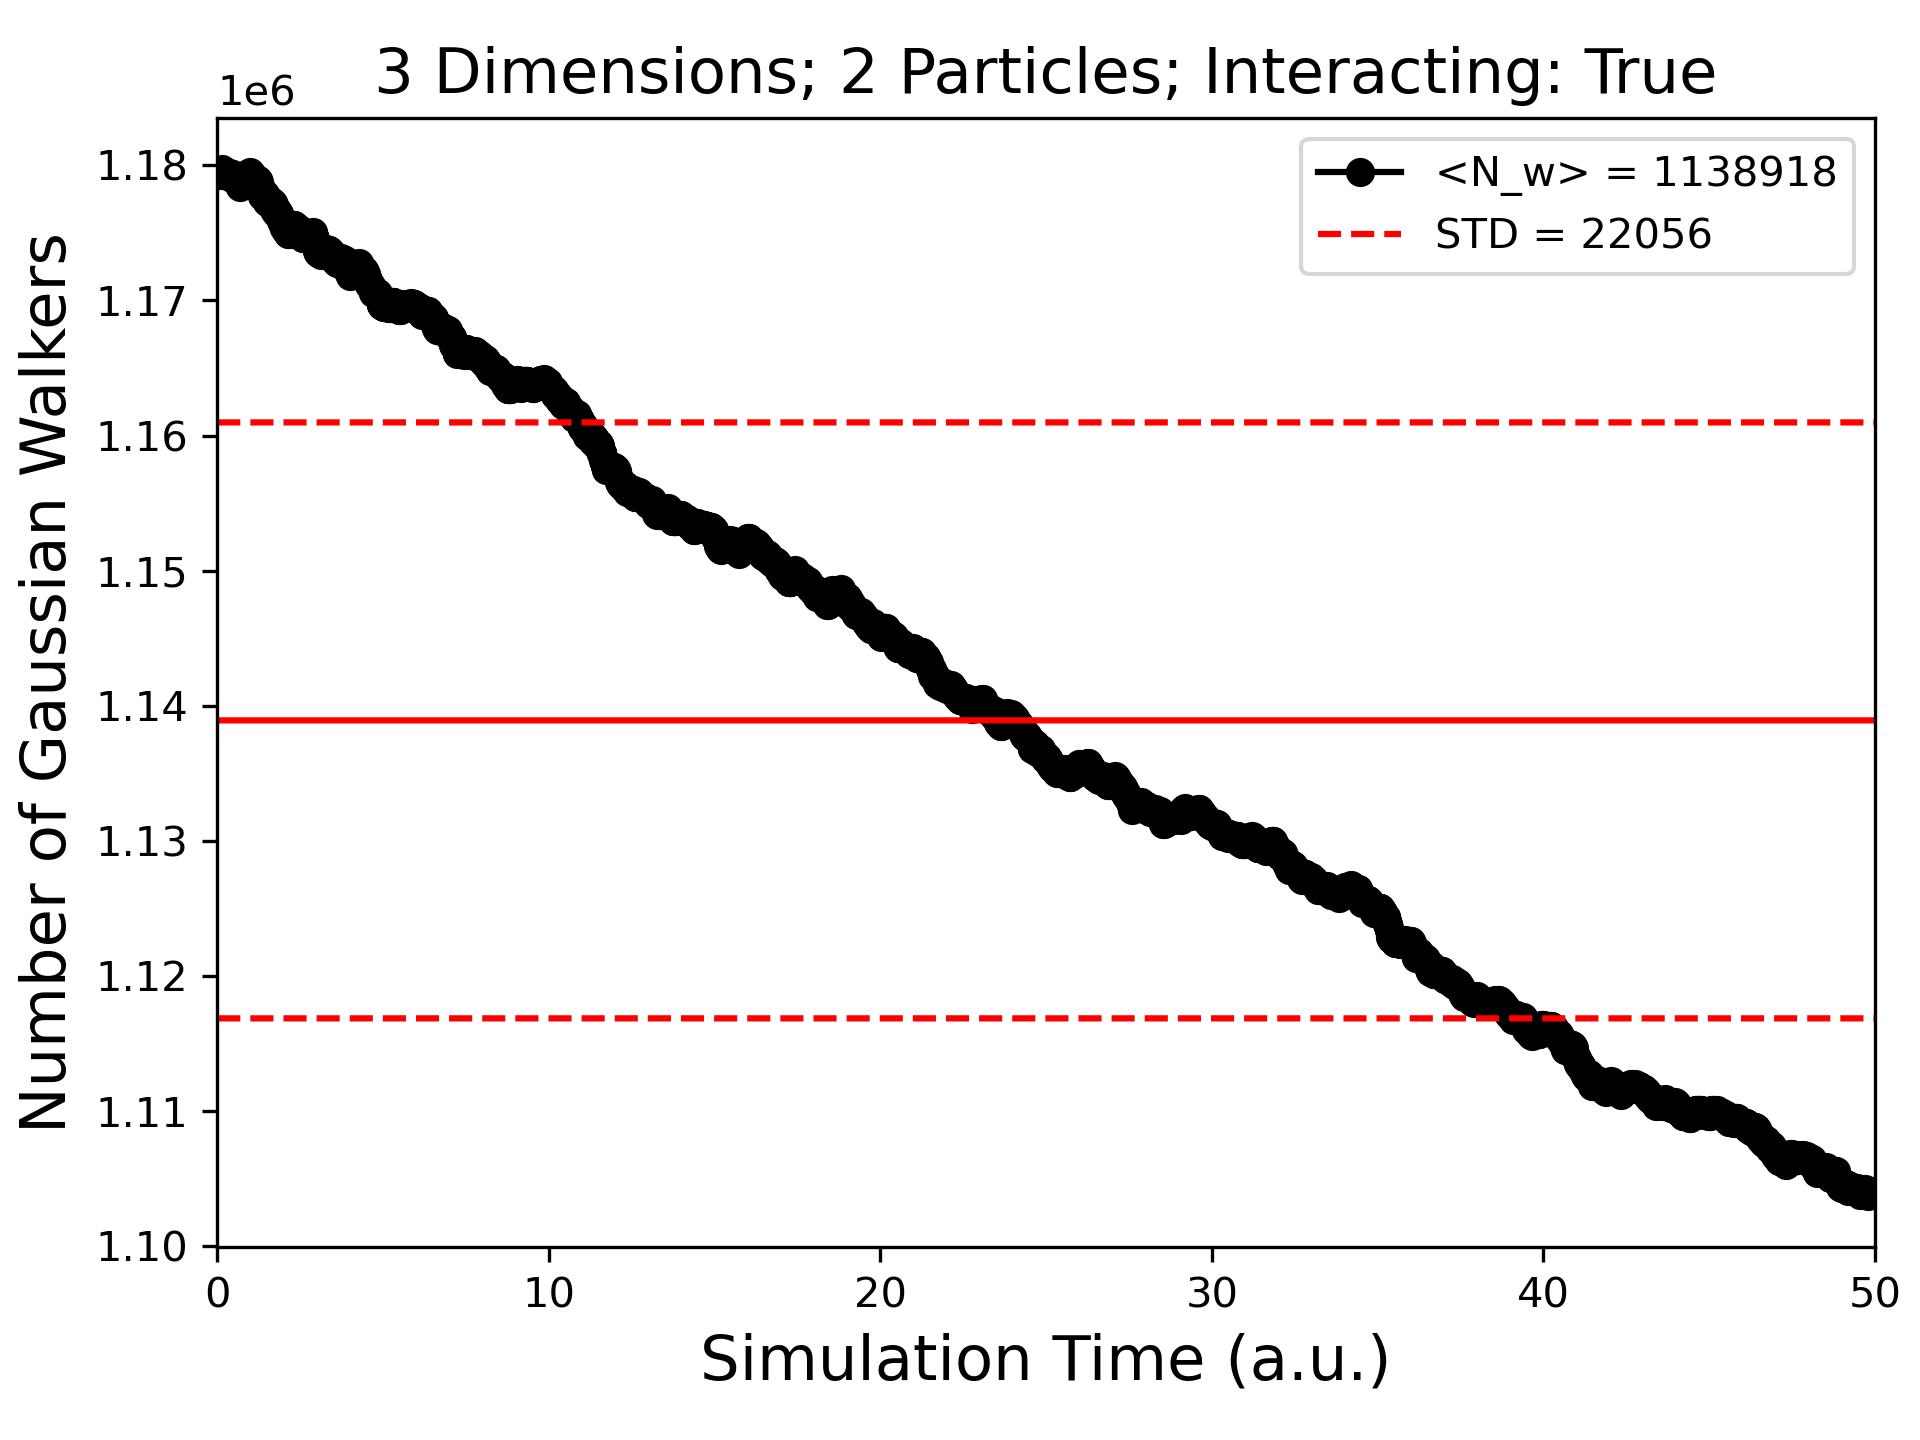 3 Dimensions; 2 Particles; Interacting: True
1e6
<N_w> = 1138918
STD = 22056
Number of Gaussian Walkers
1.18
1.17
1.16
1.15
1.14
1.13
1.12
1.11
1.10
0 10 20 30 40 50
Simulation Time (a.u.)